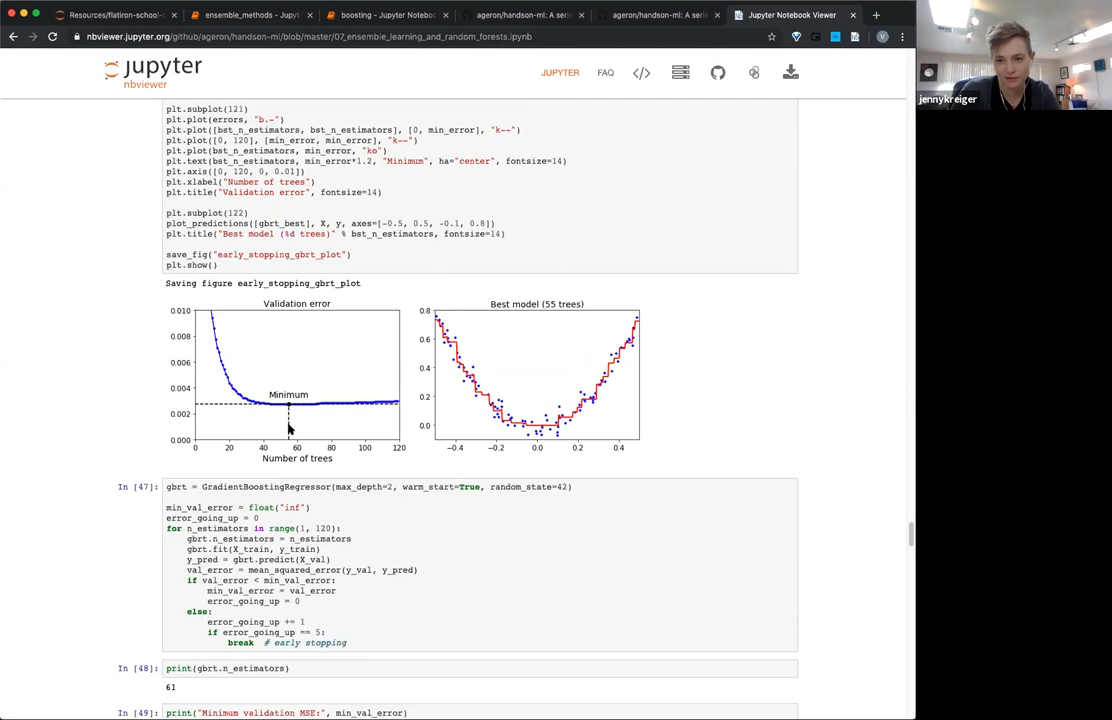 Resources/flatiron-school-
ensemble_methods - Jupyt
boosting - Jupyter Notebook
ageron/handson-ml: A serie
ageron/handson-ml: A serie
Jupyter Notebook Viewer
nbviewer.jupyter.org/github/ageron/handson-ml/blob/master/07_ensemble_learning_and_random_forests.ipynb
V
jupyter
nbviewer
JUPYTER FAQ </>
jennykreiger
plt.subplot(121)
plt.plot(errors, "b.-")
plt.plot([bst_n_estimators, bst_n_estimators], [0, min_error], "k--")
plt.plot([0, 120], [min_error, min_error], "k--")
plt.plot(bst_n_estimators, min_error, "ko")
plt.text(bst_n_estimators, min_error*1.2, "Minimum", ha="center", fontsize=14)
plt.axis([0, 120, 0, 0.01])
plt.xlabel("Number of trees")
plt.title("Validation error", fontsize=14)
plt.subplot(122)
plot_predictions([gbrt_best], X, y, axes=[-0.5, 0.5, -0.1, 0.8])
plt.title("Best model (%d trees)" % bst_n_estimators, fontsize=14)
save_fig("early_stopping_gbrt_plot")
plt.show()
Saving figure early_stopping_gbrt_plot
Validation error
0.010
0.008
0.006
0.004
0.002
0.000
Minimum
0 20 40 60 80 100 120
Number of trees
Best model (55 trees)
0.8
0.6
0.4
0.2
0.0
−0.4 −0.2 0.0 0.2 0.4
In [47]: gbrt = GradientBoostingRegressor(max_depth=2, warm_start=True, random_state=42)
min_val_error = float("inf")
error_going_up = 0
for n_estimators in range(1, 120):
gbrt.n_estimators = n_estimators
gbrt.fit(X_train, y_train)
y_pred = gbrt.predict(X_val)
val_error = mean_squared_error(y_val, y_pred)
if val_error < min_val_error:
min_val_error = val_error
error_going_up = 0
else:
error_going_up += 1
if error_going_up == 5:
break # early stopping
In [48]: print(gbrt.n_estimators)
61
In [49]: print("Minimum validation MSE:", min_val_error)